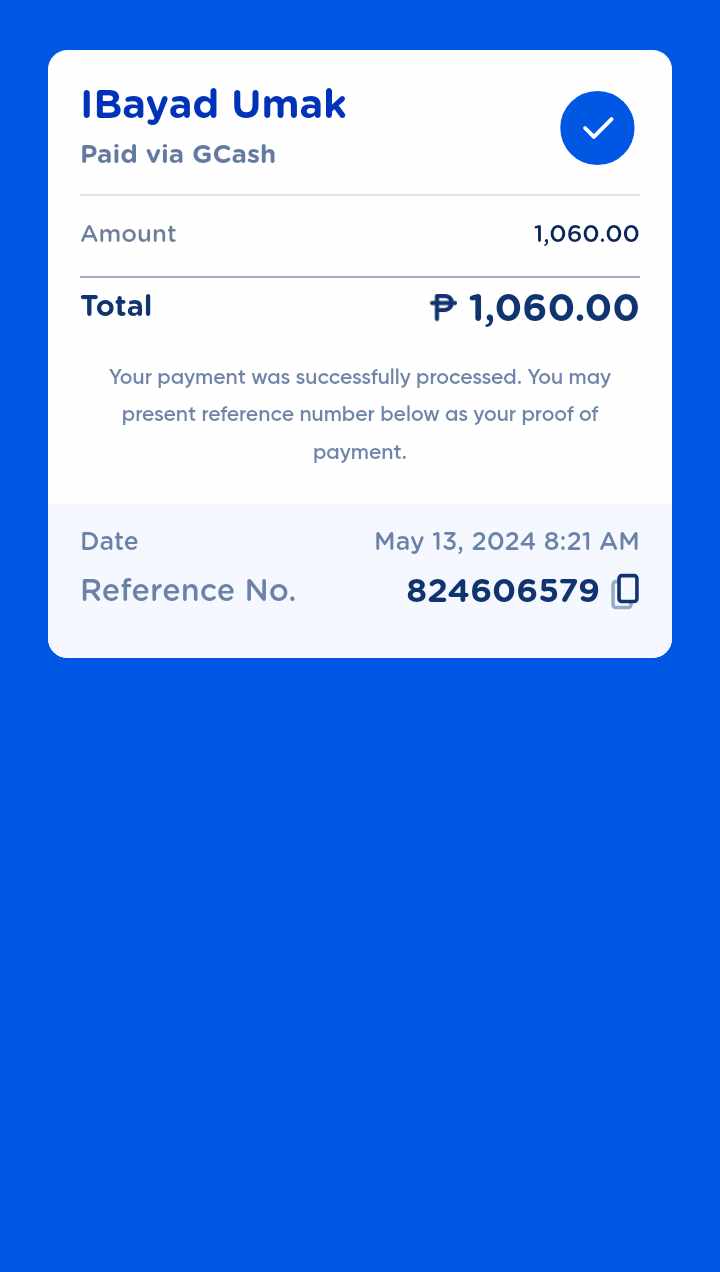 IBayad Umak
Paid via GCash
Amount 1,060.00
Total ₱ 1,060.00
Your payment was successfully processed. You may
present reference number below as your proof of
payment.
Date May 13, 2024 8:21 AM
Reference No. 824606579